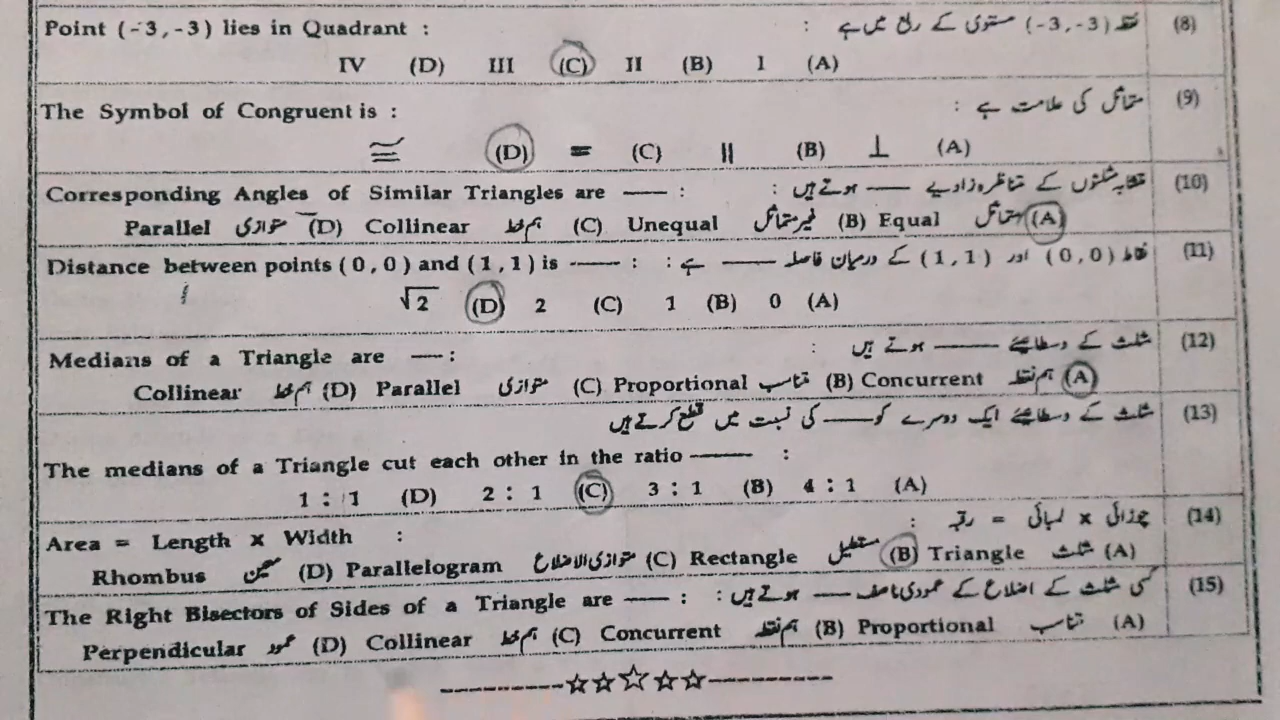 (8) نقطہ (-3,-3) مستوی کے ربع میں ہے :
Point (-3,-3) lies in Quadrant :
(A) I (B) II (C) III (D) IV
(9) متماثل کی علامت ہے :
The Symbol of Congruent is :
(A) ⊥ (B) || (C) = (D) ≅
(10) متشابہ مثلثوں کے متناظرہ زاویے —— ہوتے ہیں :
Corresponding Angles of Similar Triangles are —— :
(A) متماثل Equal (B) غیر متماثل Unequal (C) ہم خط Collinear (D) متوازی Parallel
(11) نقاط (0,0) اور (1,1) کے درمیان فاصلہ —— ہے :
Distance between points (0,0) and (1,1) is —— :
(A) 0 (B) 1 (C) 2 (D) √2
(12) مثلث کے وسطانیے —— ہوتے ہیں :
Medians of a Triangle are — :
(A) ہم نقطہ Concurrent (B) متناسب Proportional (C) متوازی Parallel (D) ہم خط Collinear
(13) مثلث کے وسطانیے ایک دوسرے کو —— کی نسبت میں قطع کرتے ہیں
The medians of a Triangle cut each other in the ratio —— :
(A) 4 : 1 (B) 3 : 1 (C) 2 : 1 (D) 1 : 1
(14) چوڑائی x لمبائی = رقبہ :
Area = Length x Width :
(A) مثلث Triangle (B) مستطیل Rectangle (C) متوازی الاضلاع Parallelogram (D) معین Rhombus
(15) کسی مثلث کے اضلاع کے عمودی ناصف —— ہوتے ہیں :
The Right Bisectors of Sides of a Triangle are —— :
(A) متناسب Proportional (B) ہم نقطہ Concurrent (C) ہم خط Collinear (D) عمود Perpendicular
----------☆☆☆☆☆----------